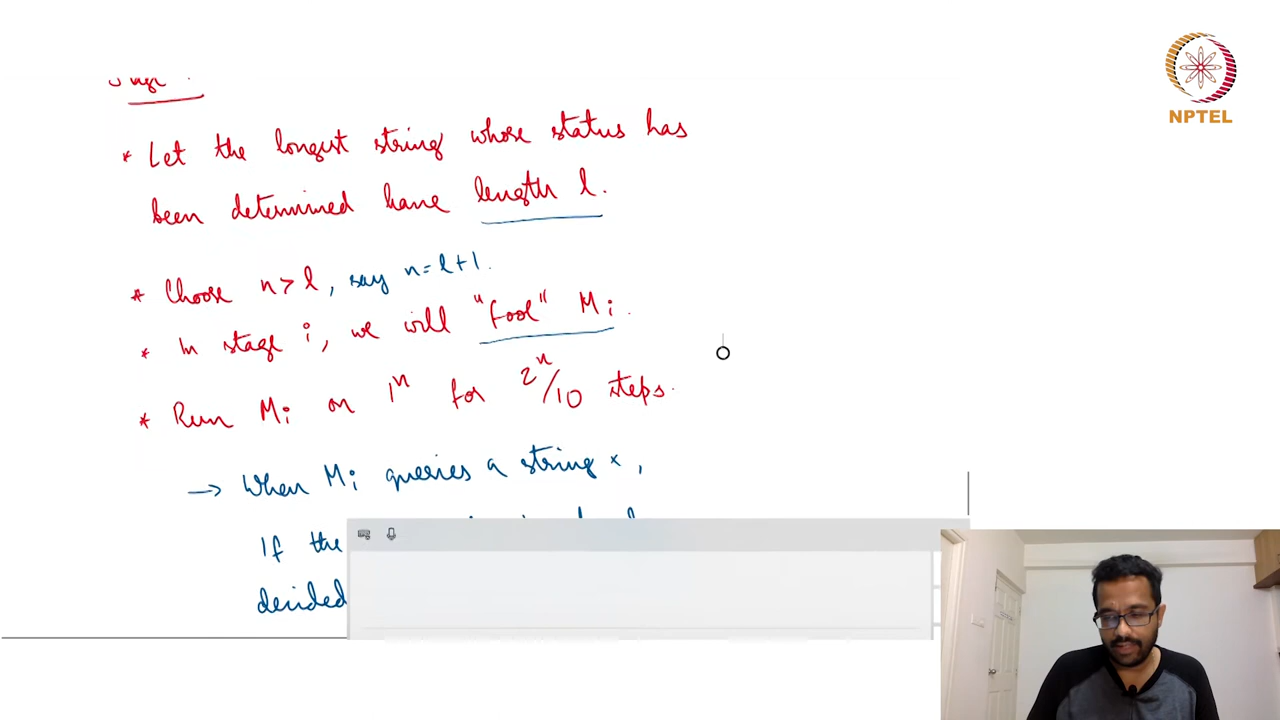 NPTEL
* Let the longest string whose status has
been determined have length l.
* Choose n > l, say n = l+1.
* In stage i, we will "fool" Mi.
* Run Mi on 1^n for 2^n/10 steps.
→ When Mi queries a string x,
If the
decided